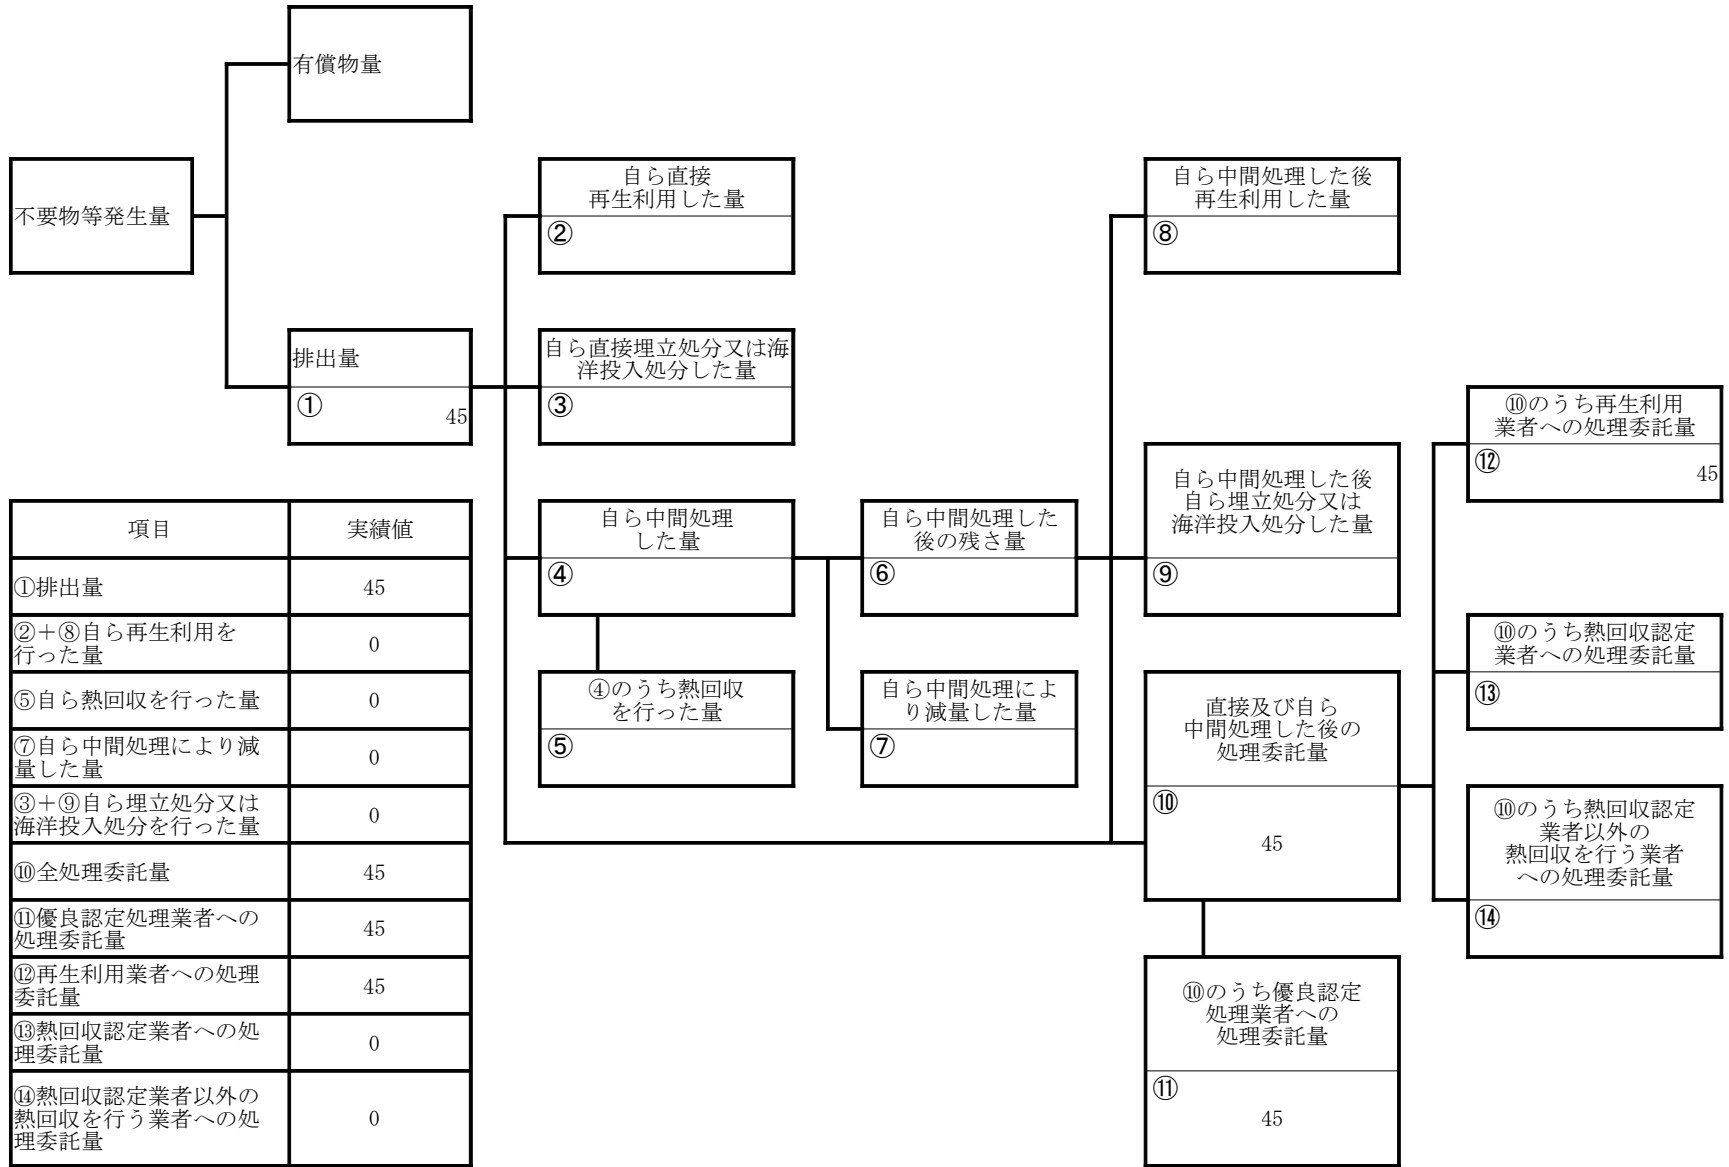 有償物量
不要物等発生量
排出量
①
45
自ら直接
再生利用した量
②
自ら直接埋立処分又は海
洋投入処分した量
③
自ら中間処理
した量
④
④のうち熱回収
を行った量
⑤
自ら中間処理した
後の残さ量
⑥
自ら中間処理によ
り減量した量
⑦
自ら中間処理した後
再生利用した量
⑧
自ら中間処理した後
自ら埋立処分又は
海洋投入処分した量
⑨
直接及び自ら
中間処理した後の
処理委託量
⑩
45
⑩のうち優良認定
処理業者への
処理委託量
⑪
45
⑩のうち再生利用
業者への処理委託量
⑫
45
⑩のうち熱回収認定
業者への処理委託量
⑬
⑩のうち熱回収認定
業者以外の
熱回収を行う業者
への処理委託量
⑭
項目 実績値
①排出量 45
②+⑧自ら再生利用を
行った量 0
⑤自ら熱回収を行った量 0
⑦自ら中間処理により減
量した量 0
③+⑨自ら埋立処分又は
海洋投入処分を行った量 0
⑩全処理委託量 45
⑪優良認定処理業者への
処理委託量 45
⑫再生利用業者への処理
委託量 45
⑬熱回収認定業者への処
理委託量 0
⑭熱回収認定業者以外の
熱回収を行う業者への処
理委託量 0